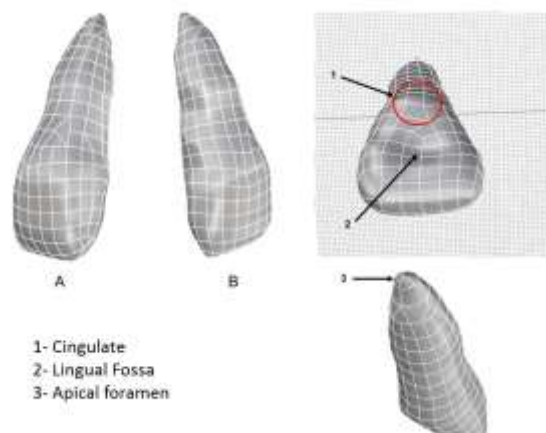 1
2
A B
3
1- Cingulate
2- Lingual Fossa
3- Apical foramen